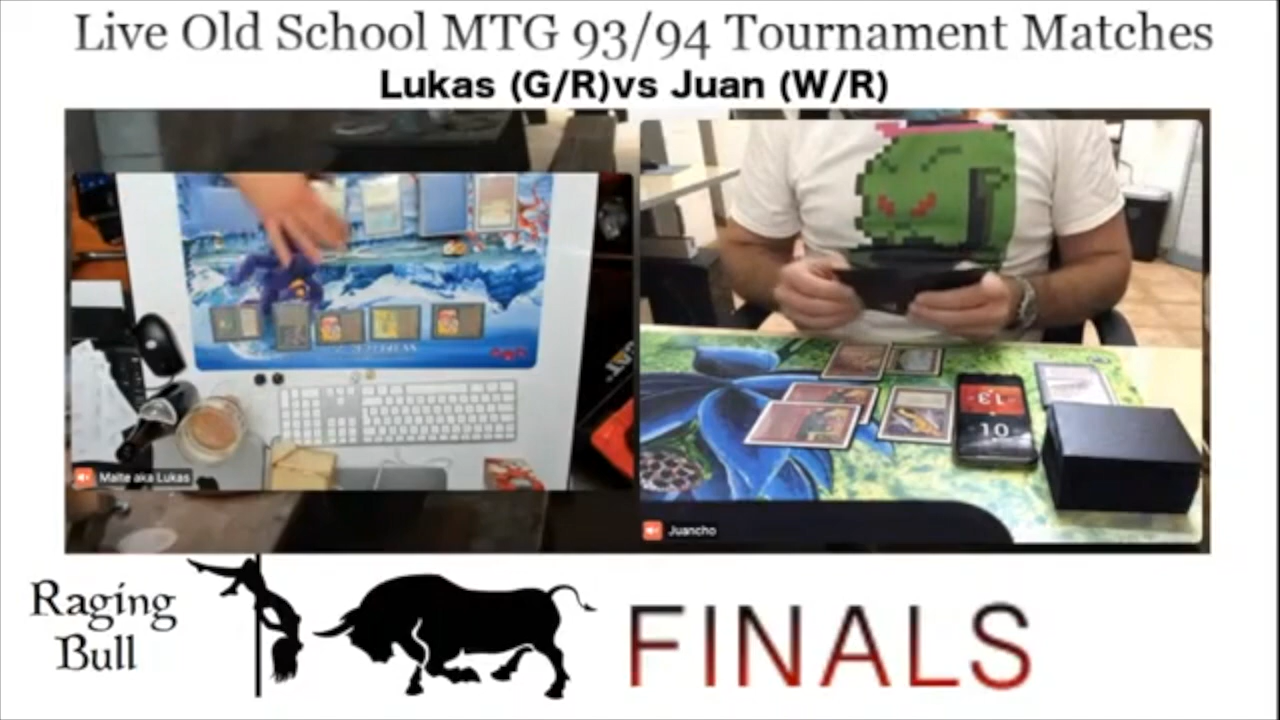 Live Old School MTG 93/94 Tournament Matches
Lukas (G/R)vs Juan (W/R)
13
10
Malte aka Lukas
Juancho
Raging
Bull
FINALS